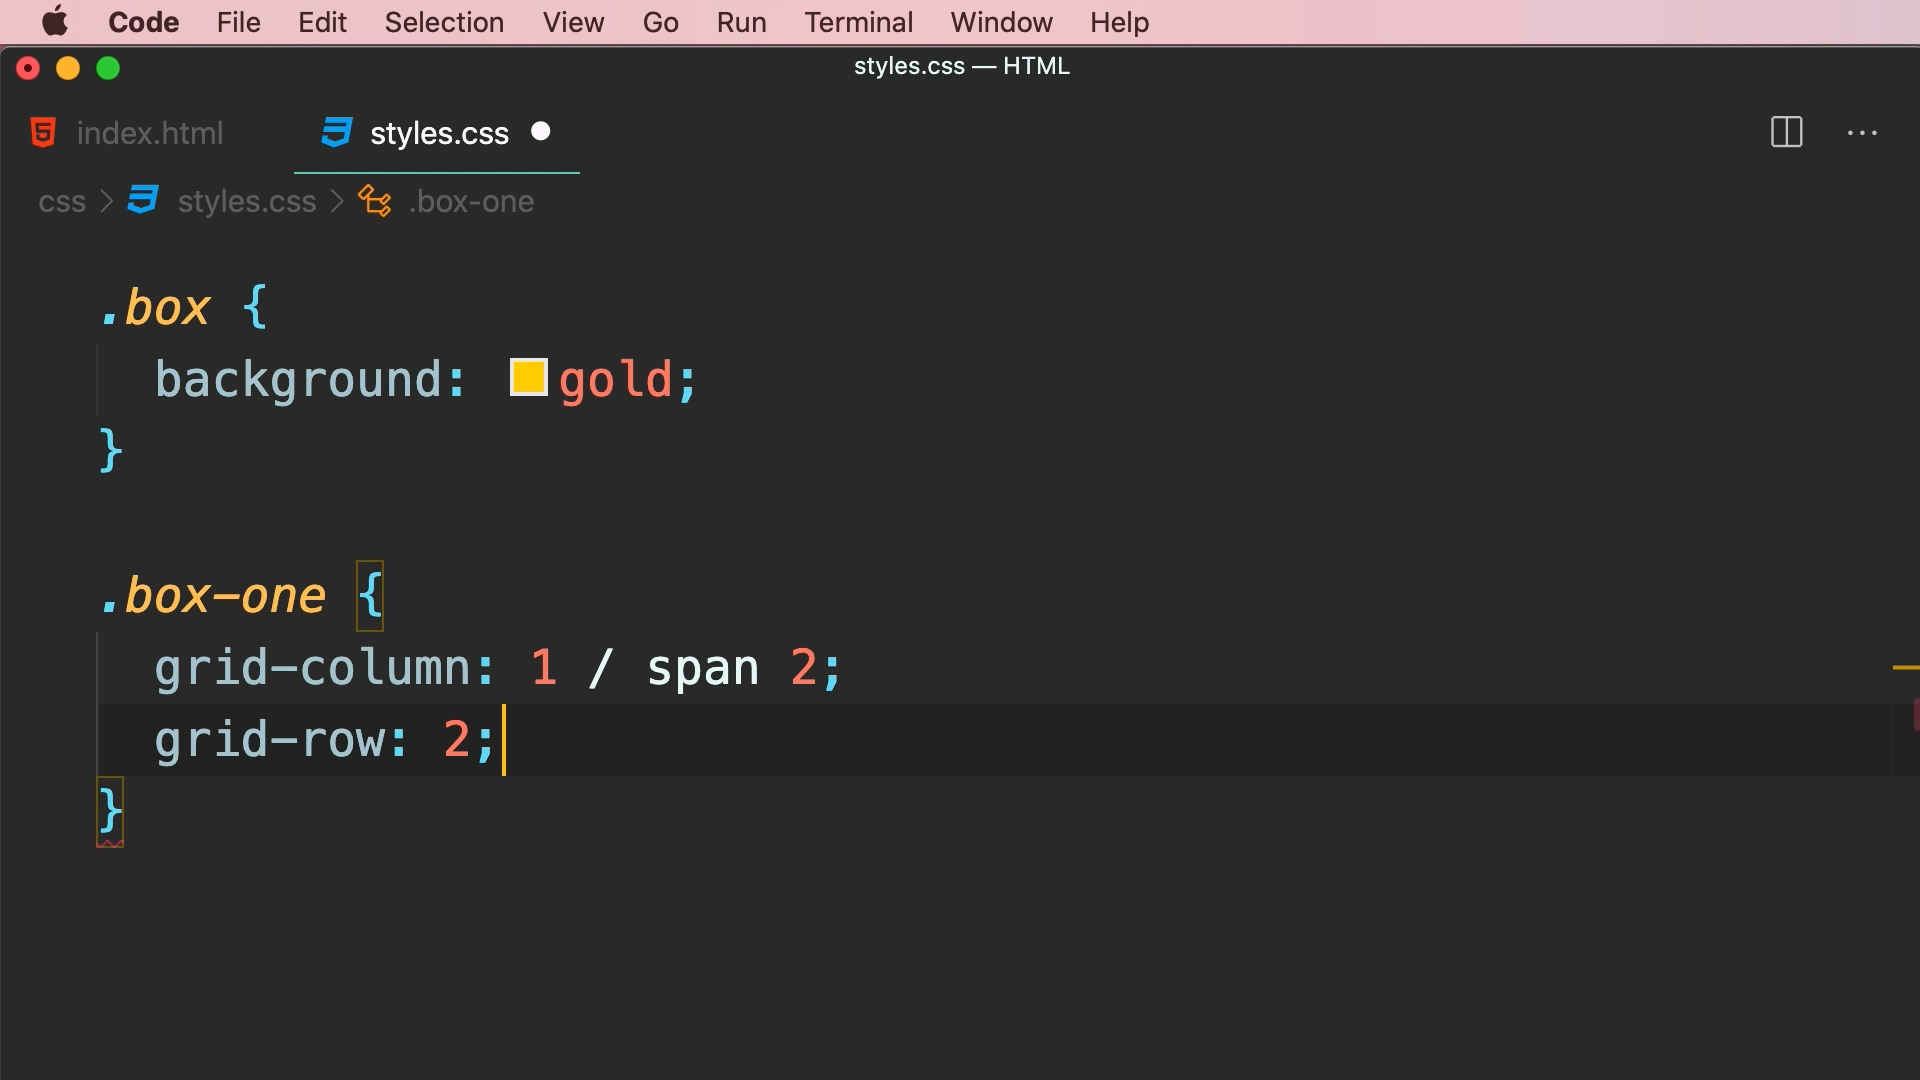 Code File Edit Selection View Go Run Terminal Window Help
styles.css — HTML
index.html styles.css
css > styles.css > .box-one
.box {
background: gold;
}
.box-one {
grid-column: 1 / span 2;
grid-row: 2;
}